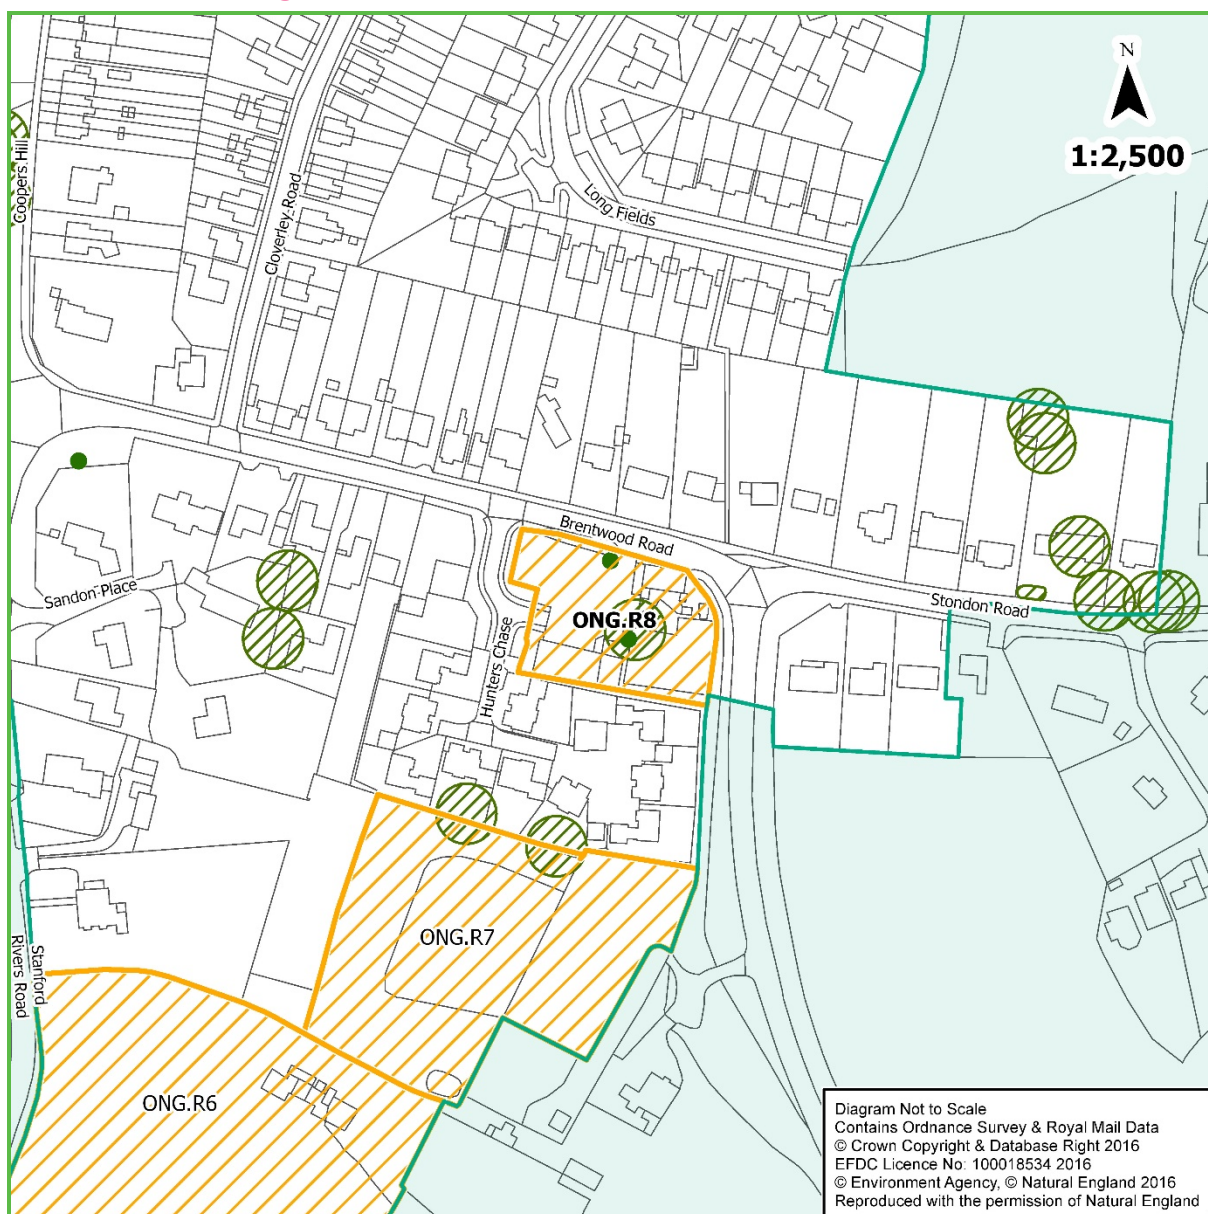 N
1:2,500
Coopers Hill
Cloverley Road
Long Fields
Brentwood Road
Stondon Road
Sandon Place
Hunters Chase
ONG.R8
ONG.R7
Stanford
Rivers Road
ONG.R6
Diagram Not to Scale
Contains Ordnance Survey & Royal Mail Data
© Crown Copyright & Database Right 2016
EFDC Licence No: 100018534 2016
© Environment Agency, © Natural England 2016
Reproduced with the permission of Natural England